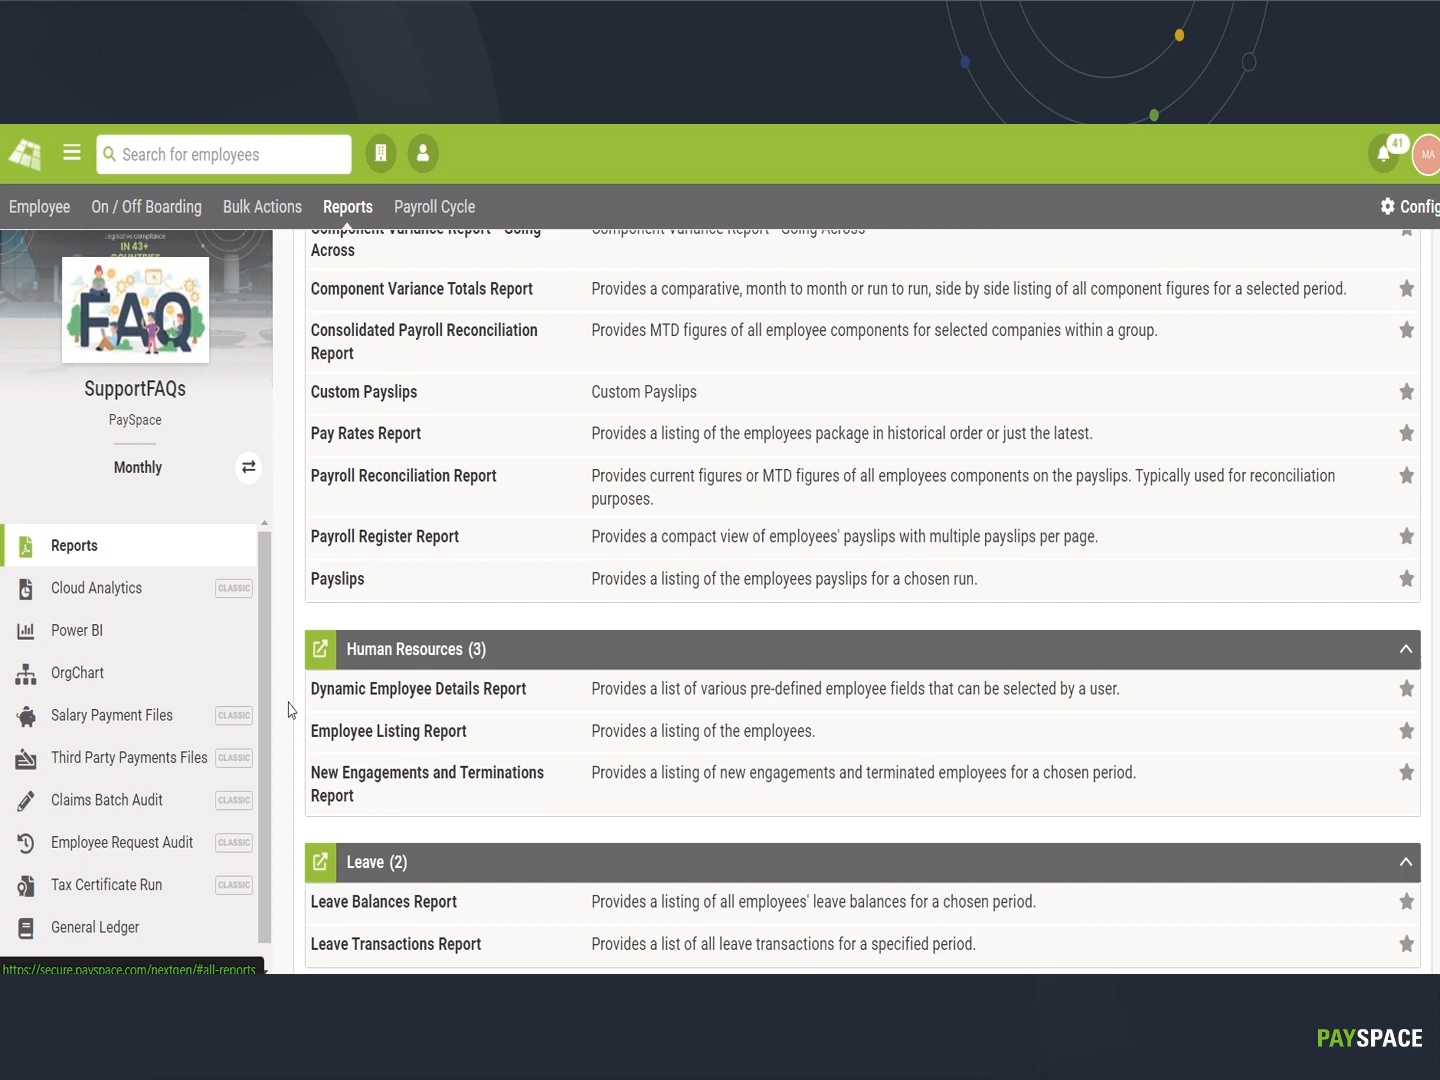 Search for employees
41
MA
Employee On / Off Boarding Bulk Actions Reports Payroll Cycle Config
Legislative compliance
IN 43+
COUNTRIES
FAQ
SupportFAQs
PaySpace
Monthly
Reports
Cloud Analytics CLASSIC
Power BI
OrgChart
Salary Payment Files CLASSIC
Third Party Payments Files CLASSIC
Claims Batch Audit CLASSIC
Employee Request Audit CLASSIC
Tax Certificate Run CLASSIC
General Ledger
https://secure.payspace.com/nextgen/#all-reports
Component Variance Report - Going Component Variance Report - Going Across
Across
Component Variance Totals Report Provides a comparative, month to month or run to run, side by side listing of all component figures for a selected period.
Consolidated Payroll Reconciliation Provides MTD figures of all employee components for selected companies within a group.
Report
Custom Payslips Custom Payslips
Pay Rates Report Provides a listing of the employees package in historical order or just the latest.
Payroll Reconciliation Report Provides current figures or MTD figures of all employees components on the payslips. Typically used for reconciliation
purposes.
Payroll Register Report Provides a compact view of employees' payslips with multiple payslips per page.
Payslips Provides a listing of the employees payslips for a chosen run.
Human Resources (3)
Dynamic Employee Details Report Provides a list of various pre-defined employee fields that can be selected by a user.
Employee Listing Report Provides a listing of the employees.
New Engagements and Terminations Provides a listing of new engagements and terminated employees for a chosen period.
Report
Leave (2)
Leave Balances Report Provides a listing of all employees' leave balances for a chosen period.
Leave Transactions Report Provides a list of all leave transactions for a specified period.
PAYSPACE